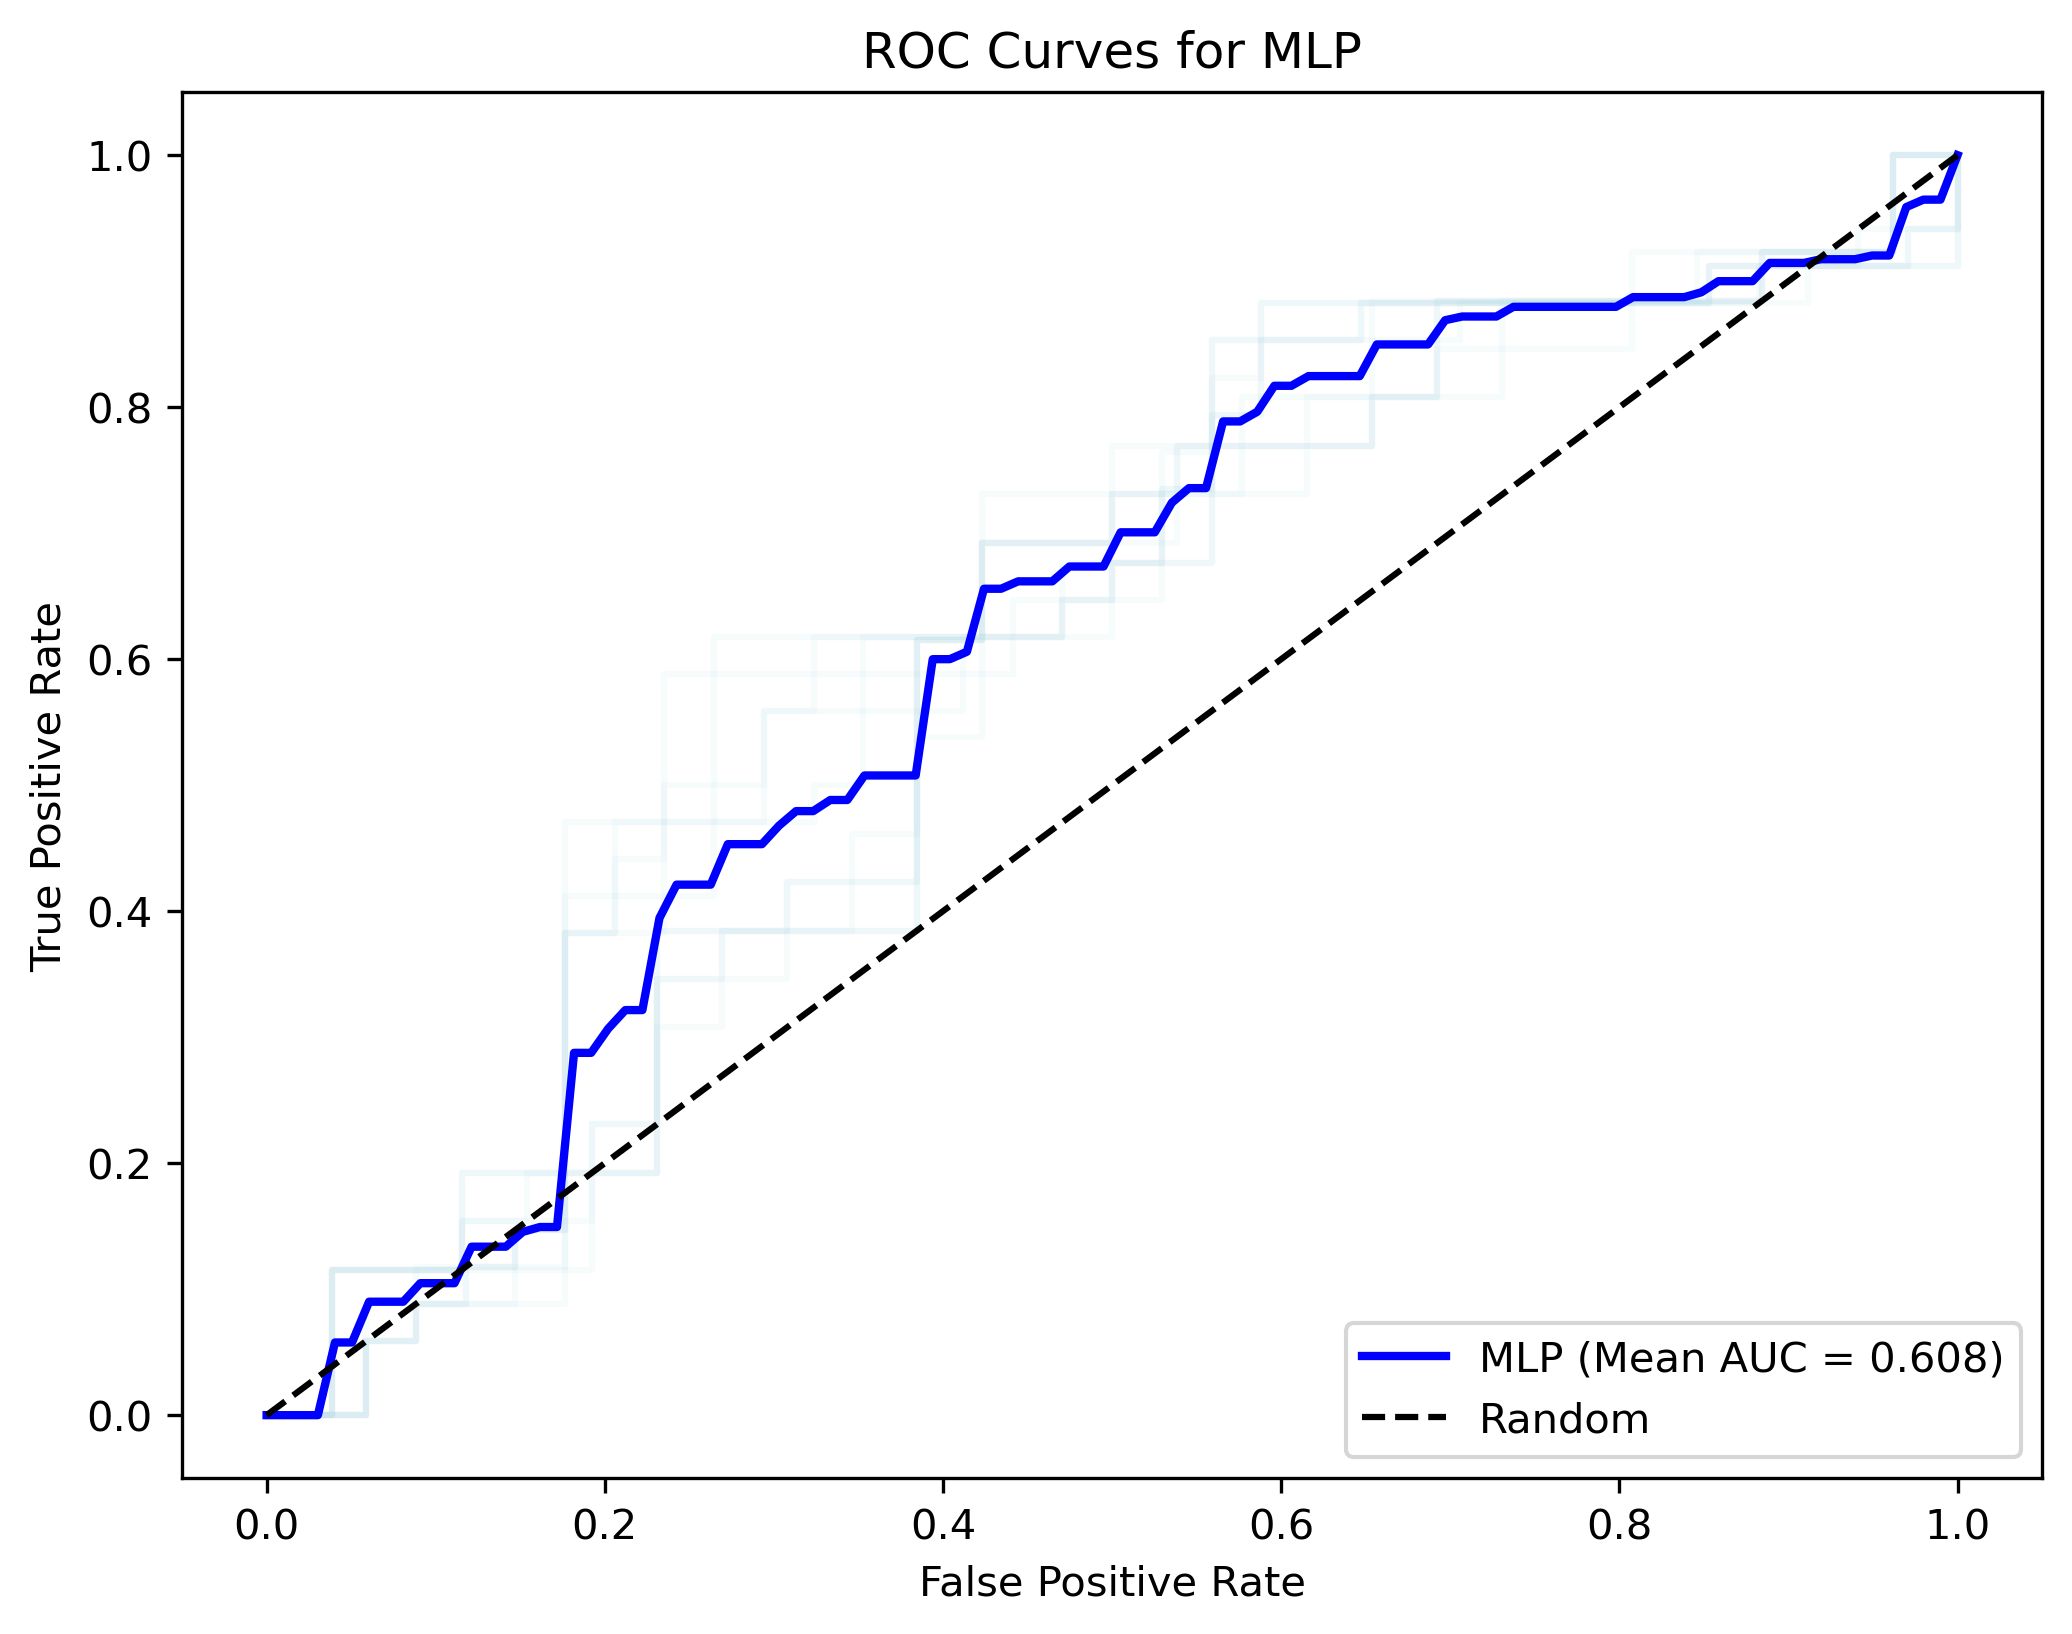 ROC Curves for MLP
1.0
0.8
0.6
0.4
0.2
0.0
True Positive Rate
MLP (Mean AUC = 0.608)
Random
0.0 0.2 0.4 0.6 0.8 1.0
False Positive Rate